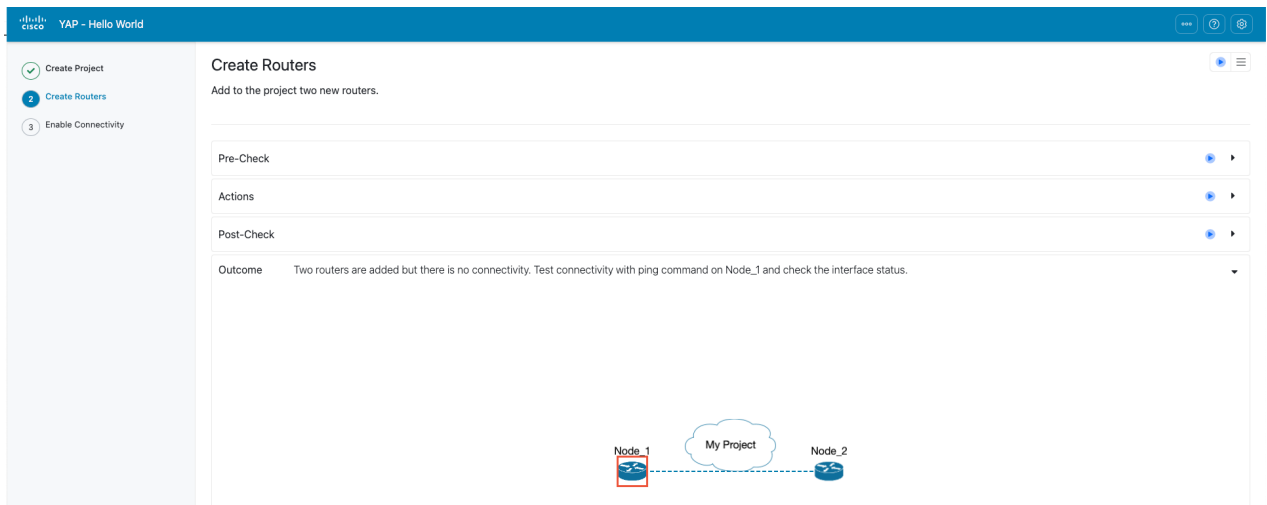 CISCO YAP - Hello World
Create Project
2 Create Routers
3 Enable Connectivity
Create Routers
Add to the project two new routers.
Pre-Check
Actions
Post-Check
Outcome Two routers are added but there is no connectivity. Test connectivity with ping command on Node_1 and check the interface status.
My Project
Node_1 Node_2